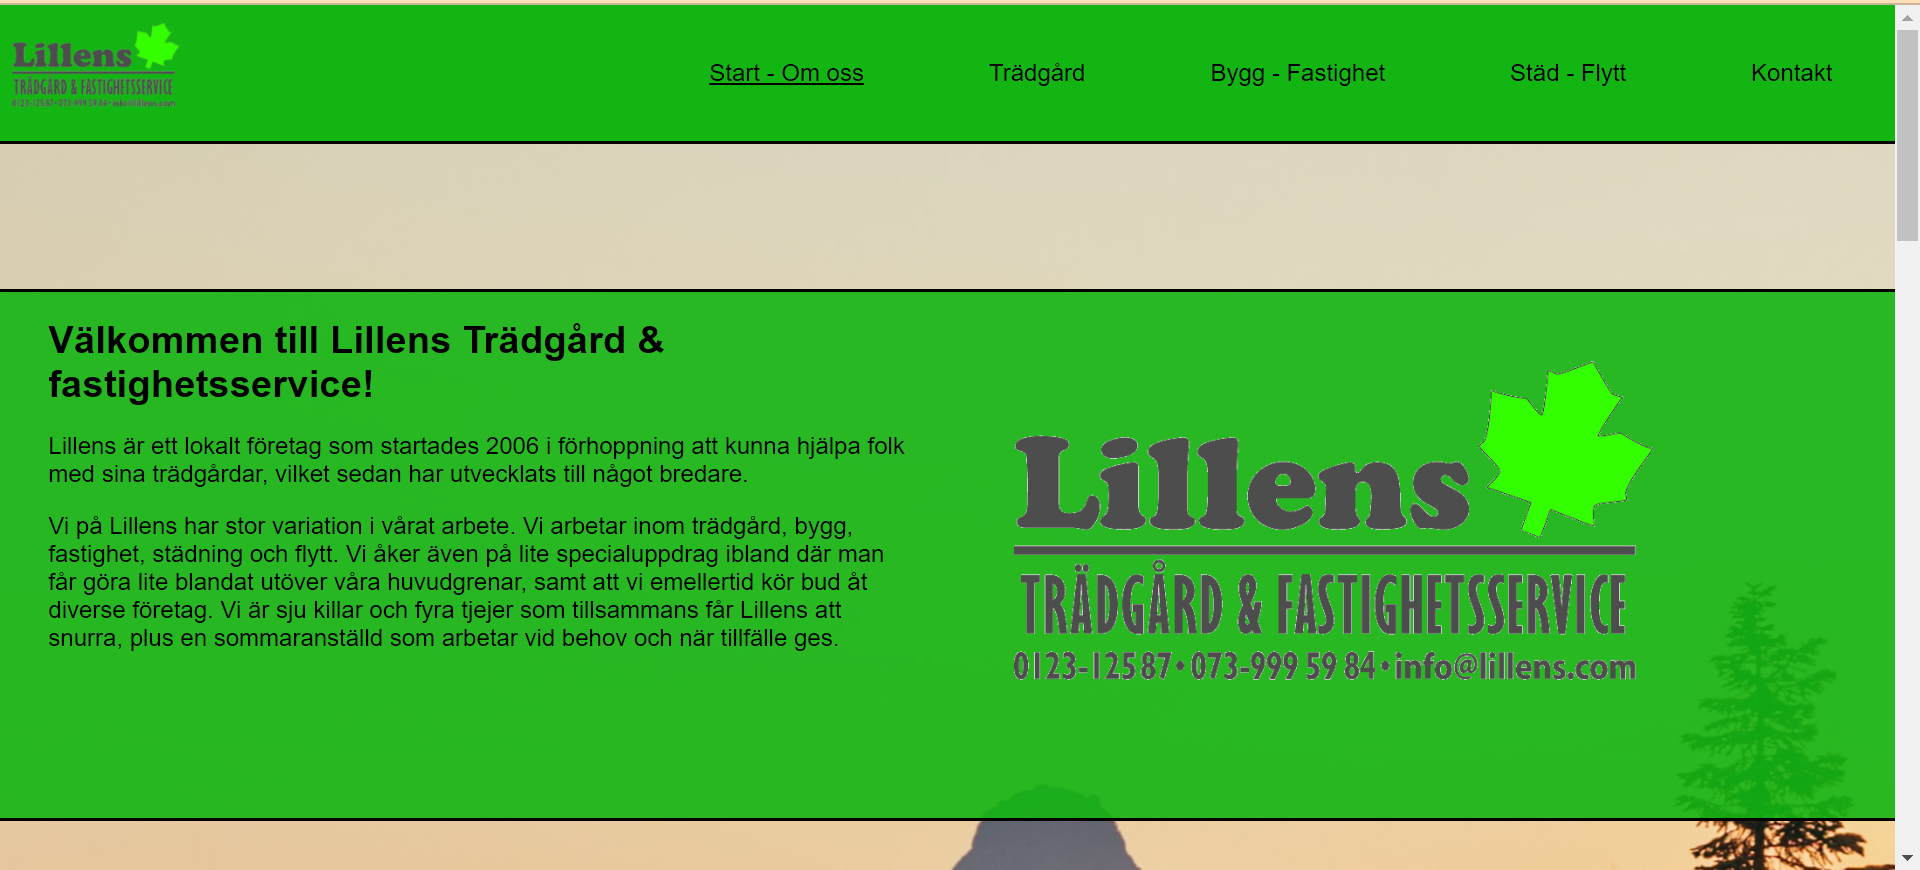 Lillens
TRÄDGÅRD & FASTIGHETSSERVICE
0123-125 87 • 073-999 59 84 • info@lillens.com
Start - Om oss
Trädgård
Bygg - Fastighet
Städ - Flytt
Kontakt
Välkommen till Lillens Trädgård &
fastighetsservice!
Lillens är ett lokalt företag som startades 2006 i förhoppning att kunna hjälpa folk
med sina trädgårdar, vilket sedan har utvecklats till något bredare.
Vi på Lillens har stor variation i vårat arbete. Vi arbetar inom trädgård, bygg,
fastighet, städning och flytt. Vi åker även på lite specialuppdrag ibland där man
får göra lite blandat utöver våra huvudgrenar, samt att vi emellertid kör bud åt
diverse företag. Vi är sju killar och fyra tjejer som tillsammans får Lillens att
snurra, plus en sommaranställd som arbetar vid behov och när tillfälle ges.
Lillens
TRÄDGÅRD & FASTIGHETSSERVICE
0123-125 87 • 073-999 59 84 • info@lillens.com